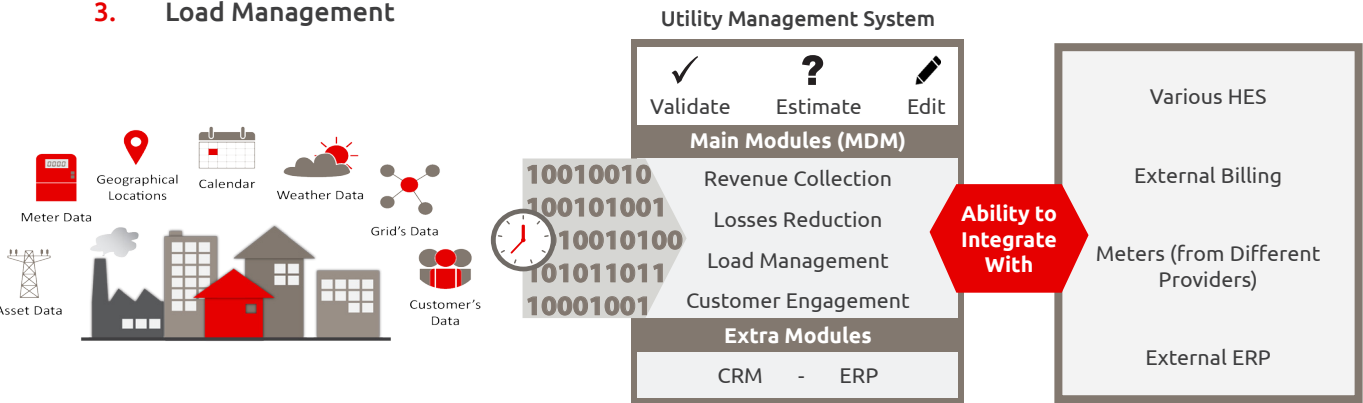 3. Load Management
Utility Management System
Validate
Estimate
Edit
Main Modules (MDM)
Revenue Collection
Losses Reduction
Load Management
Customer Engagement
Extra Modules
CRM - ERP
Meter Data
Geographical
Locations
Calendar
Weather Data
Grid's Data
Customer's
Data
Asset Data
0000
10010010
100101001
10010100
101011011
10001001
Ability to
Integrate
With
Various HES
External Billing
Meters (from Different
Providers)
External ERP